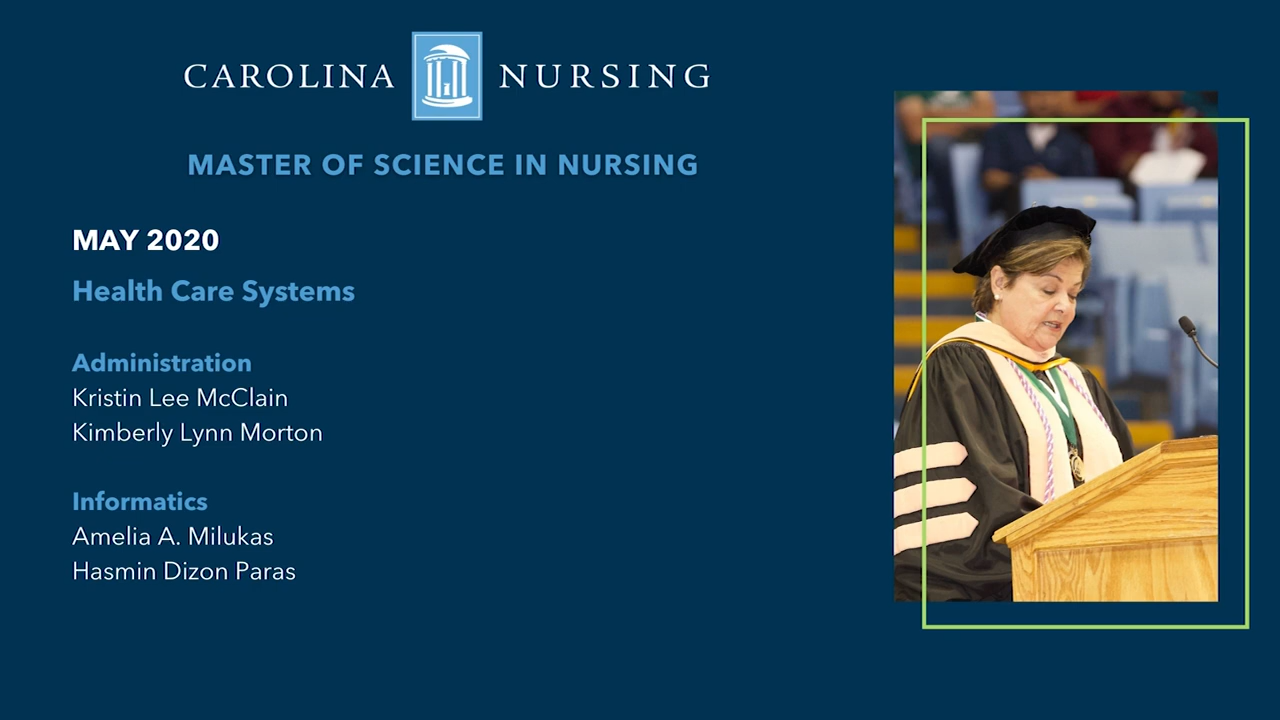 CAROLINA NURSING
MASTER OF SCIENCE IN NURSING
MAY 2020
Health Care Systems
Administration
Kristin Lee McClain
Kimberly Lynn Morton
Informatics
Amelia A. Milukas
Hasmin Dizon Paras